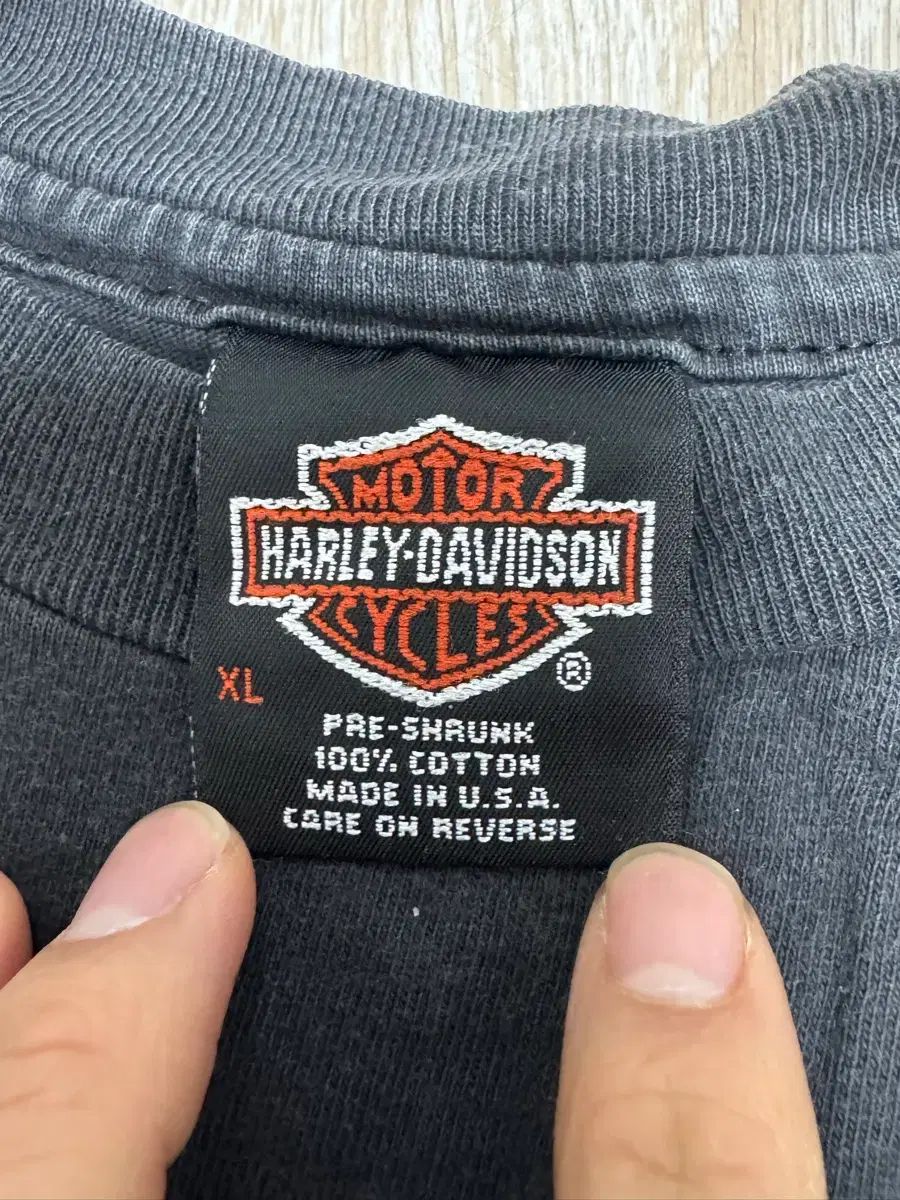 MOTOR
HARLEY-DAVIDSON
CYCLES
®
XL
PRE-SHRUNK
100% COTTON
MADE IN U.S.A.
CARE ON REVERSE